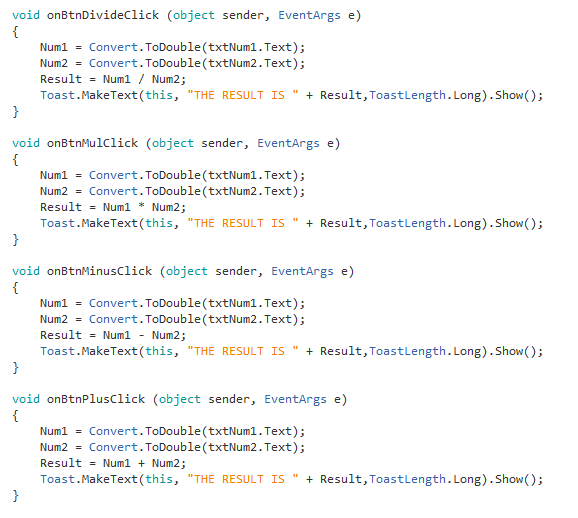 void onBtnDivideClick (object sender, EventArgs e)
{
    Num1 = Convert.ToDouble(txtNum1.Text);
    Num2 = Convert.ToDouble(txtNum2.Text);
    Result = Num1 / Num2;
    Toast.MakeText(this, "THE RESULT IS " + Result,ToastLength.Long).Show();
}

void onBtnMulClick (object sender, EventArgs e)
{
    Num1 = Convert.ToDouble(txtNum1.Text);
    Num2 = Convert.ToDouble(txtNum2.Text);
    Result = Num1 * Num2;
    Toast.MakeText(this, "THE RESULT IS " + Result,ToastLength.Long).Show();
}

void onBtnMinusClick (object sender, EventArgs e)
{
    Num1 = Convert.ToDouble(txtNum1.Text);
    Num2 = Convert.ToDouble(txtNum2.Text);
    Result = Num1 - Num2;
    Toast.MakeText(this, "THE RESULT IS " + Result,ToastLength.Long).Show();
}

void onBtnPlusClick (object sender, EventArgs e)
{
    Num1 = Convert.ToDouble(txtNum1.Text);
    Num2 = Convert.ToDouble(txtNum2.Text);
    Result = Num1 + Num2;
    Toast.MakeText(this, "THE RESULT IS " + Result,ToastLength.Long).Show();
}